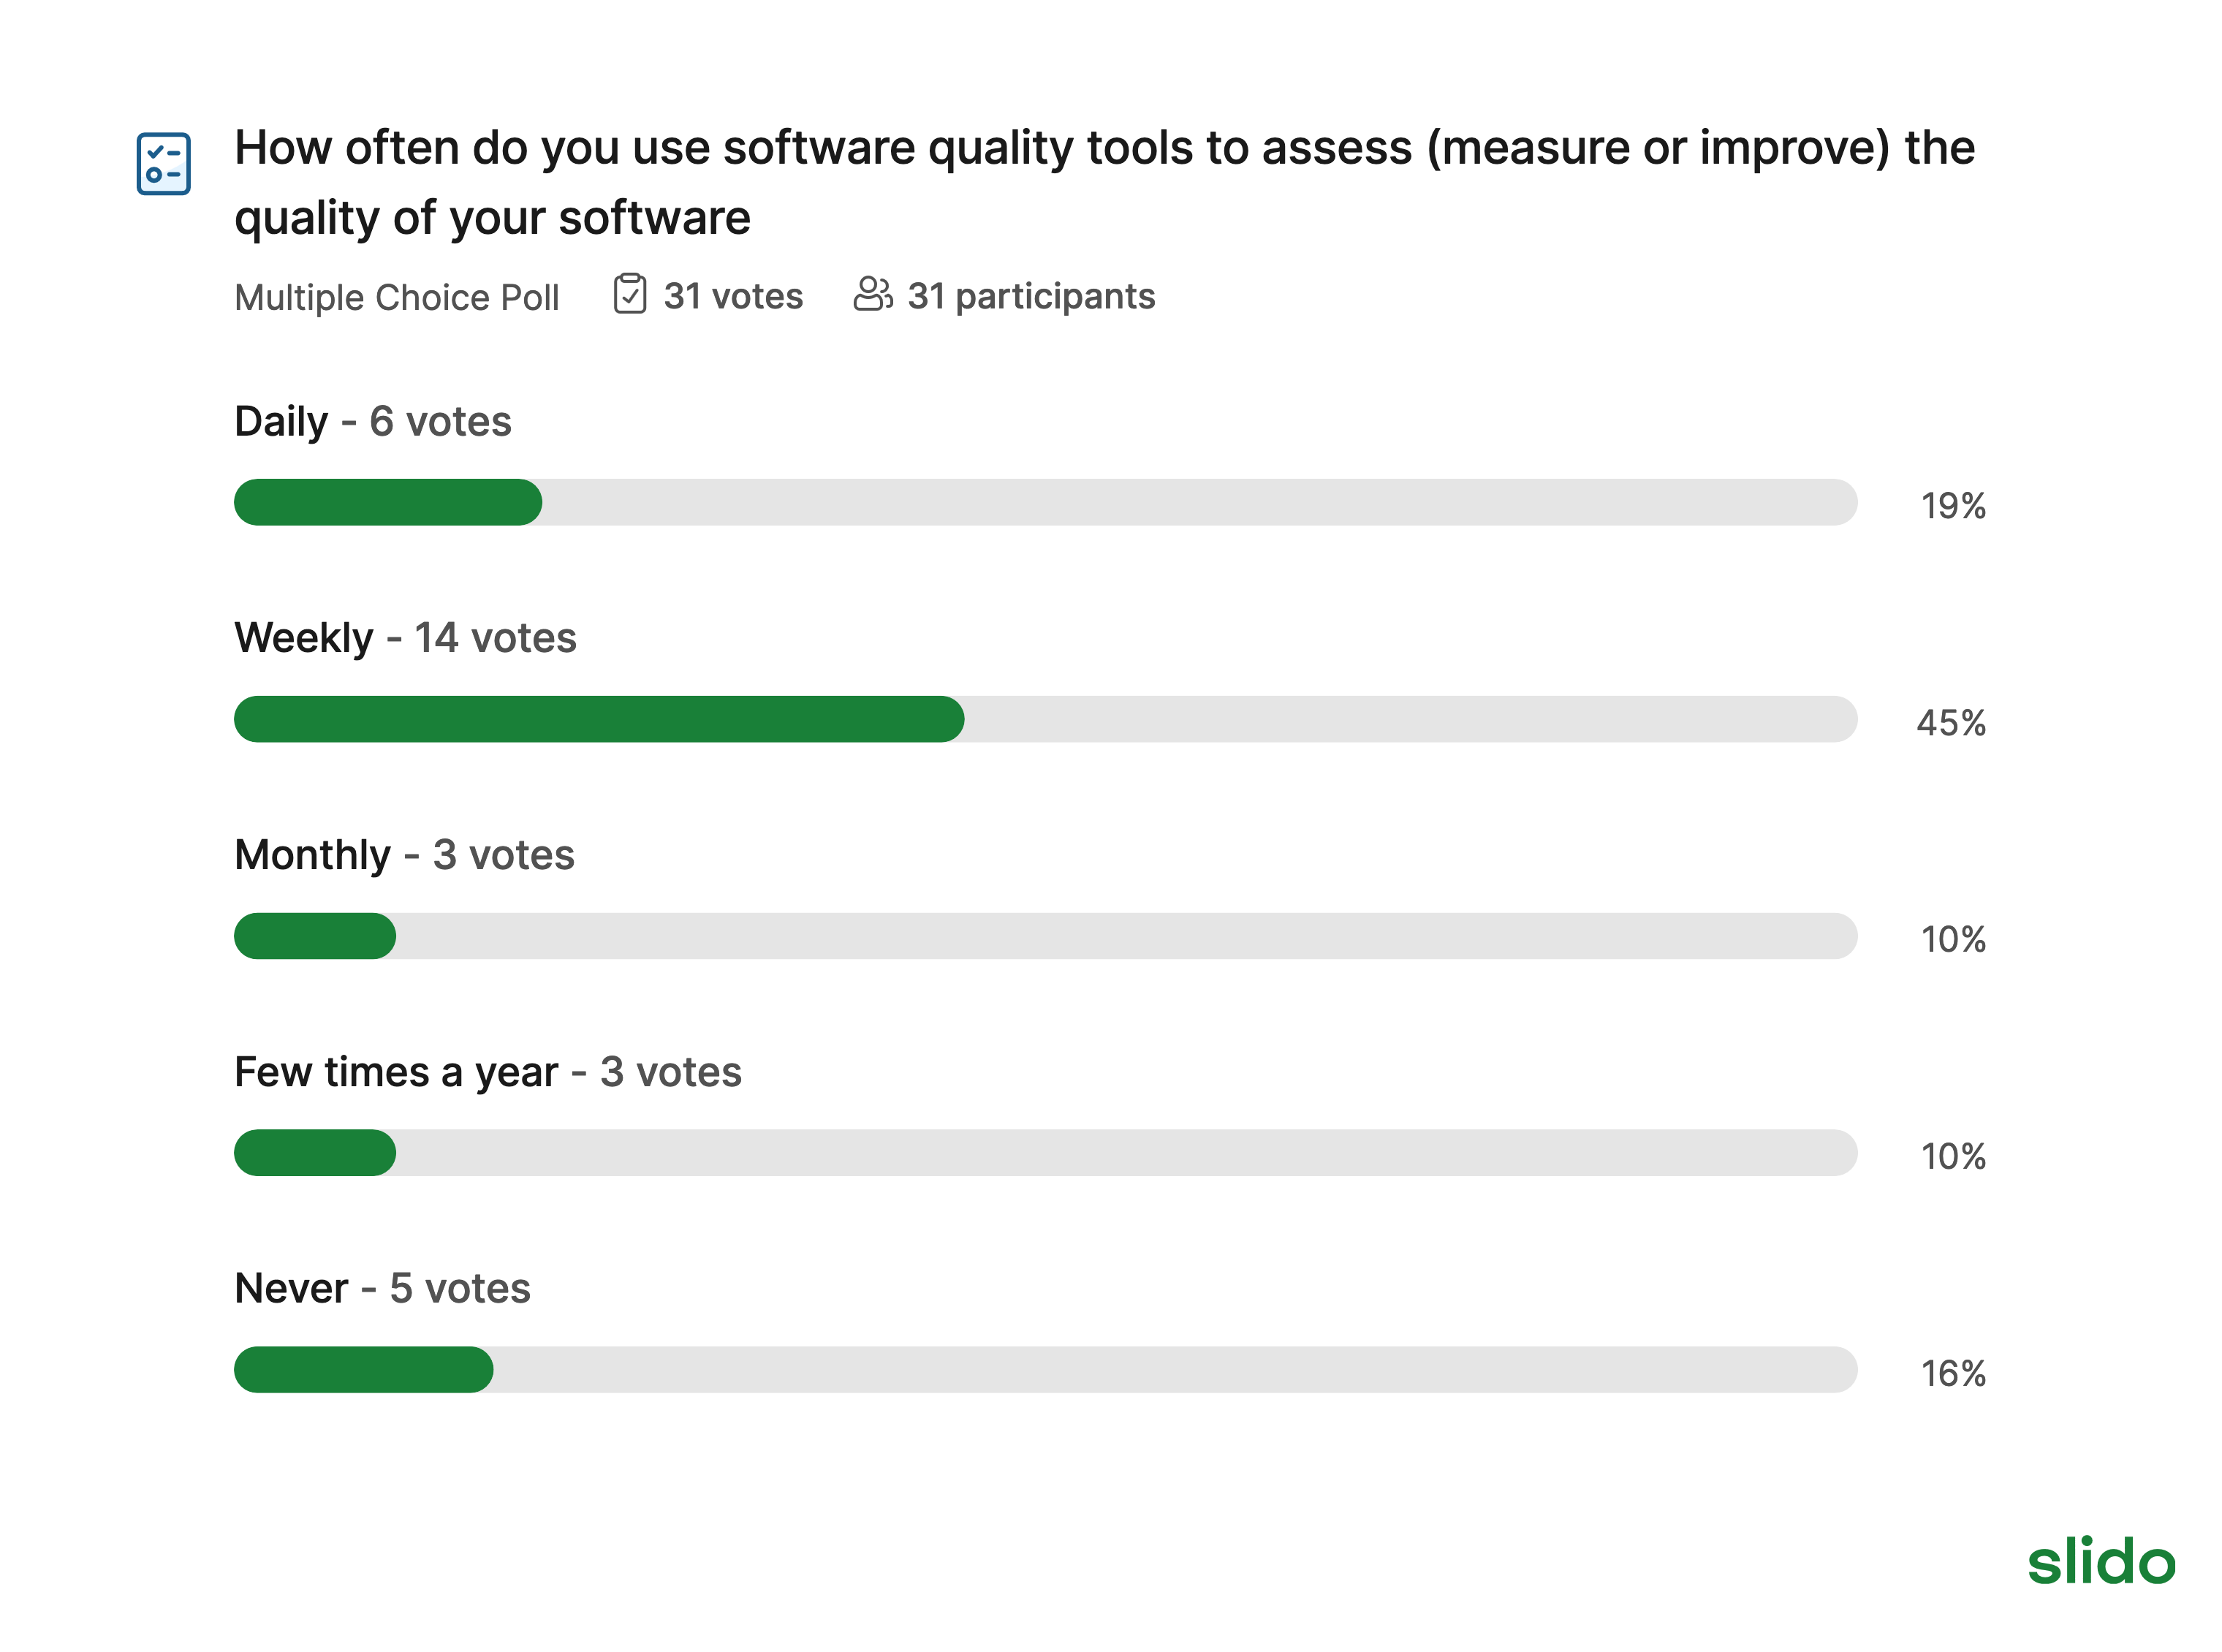 How often do you use software quality tools to assess (measure or improve) the
quality of your software
Multiple Choice Poll 31 votes 31 participants
Daily - 6 votes
19%
Weekly - 14 votes
45%
Monthly - 3 votes
10%
Few times a year - 3 votes
10%
Never - 5 votes
16%
slido